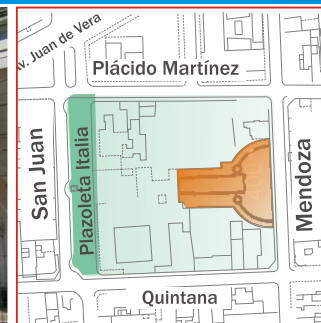 Av. Juan de Vera
Plácido Martínez
San Juan
Plazoleta Italia
Mendoza
Quintana